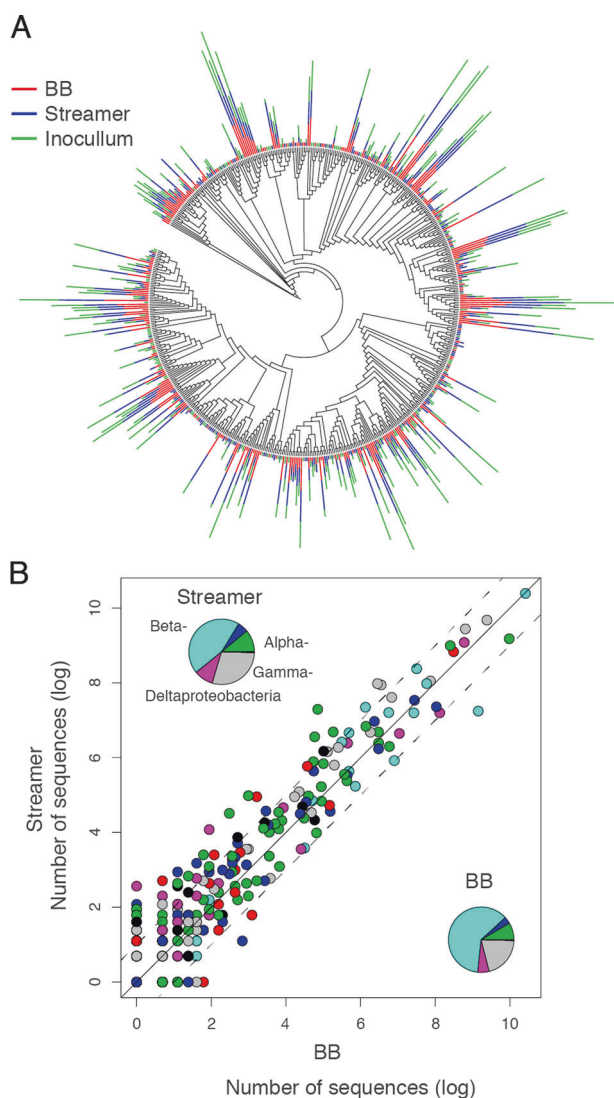 A
BB
Streamer
Inocullum
B
Streamer
Beta-
Alpha-
Gamma-
Deltaproteobacteria
BB
Streamer
Number of sequences (log)
0
2
4
6
8
10
0
2
4
6
8
10
BB
Number of sequences (log)